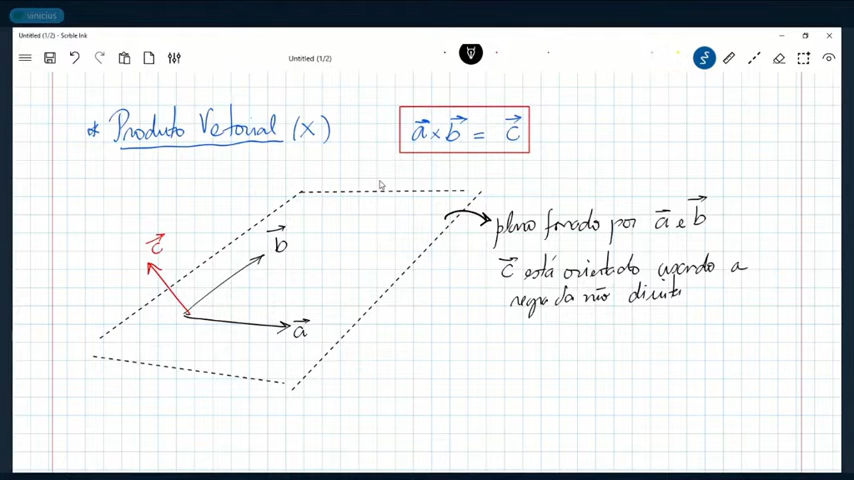 vinicius
Untitled (1/2) - Scrble Ink
Untitled (1/2)
* Produto Vetorial (x)
a⃗ x b⃗ = c⃗
c⃗
b⃗
a⃗
plano formado por a⃗ e b⃗
c⃗ está orientado usando a
regra da mão direita